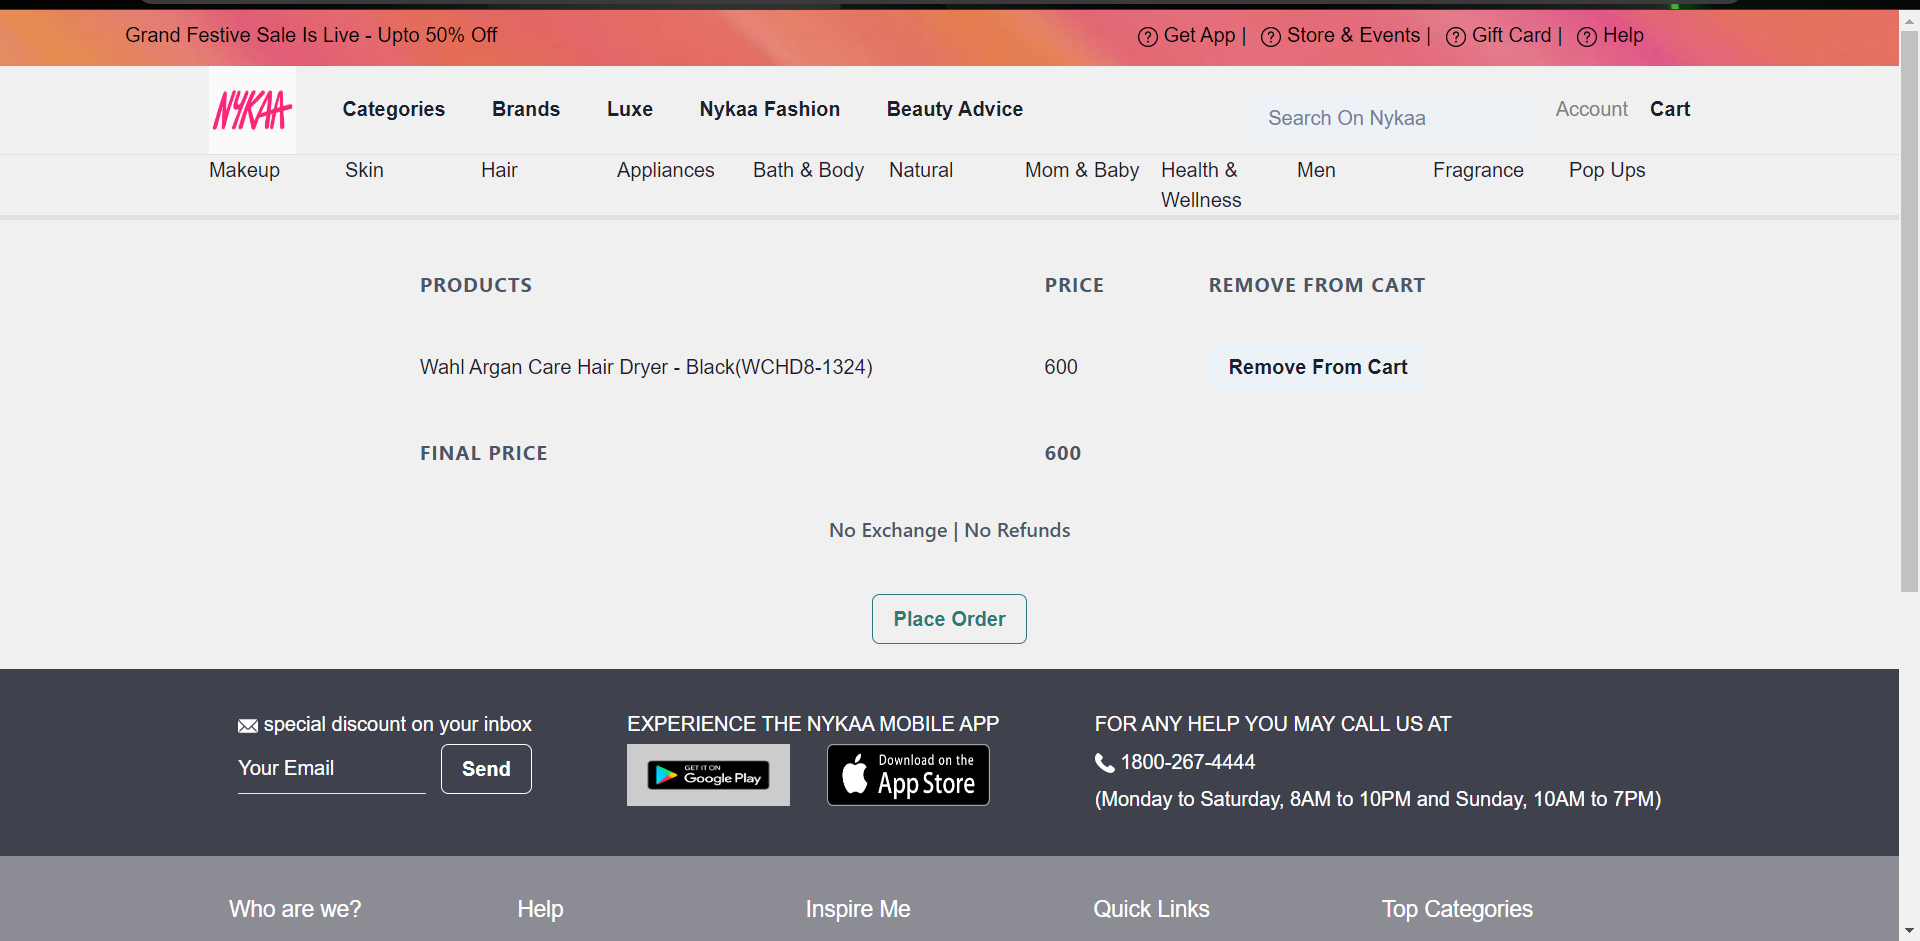 Grand Festive Sale Is Live - Upto 50% Off
Get App | Store & Events | Gift Card | Help
NYKAA
Categories Brands Luxe Nykaa Fashion Beauty Advice
Search On Nykaa
Account Cart
Makeup Skin Hair Appliances Bath & Body Natural Mom & Baby Health & Wellness Men Fragrance Pop Ups
PRODUCTS PRICE REMOVE FROM CART
Wahl Argan Care Hair Dryer - Black(WCHD8-1324) 600 Remove From Cart
FINAL PRICE 600
No Exchange | No Refunds
Place Order
special discount on your inbox
Your Email Send
EXPERIENCE THE NYKAA MOBILE APP
GET IT ON
Google Play
Download on the
App Store
FOR ANY HELP YOU MAY CALL US AT
1800-267-4444
(Monday to Saturday, 8AM to 10PM and Sunday, 10AM to 7PM)
Who are we? Help Inspire Me Quick Links Top Categories